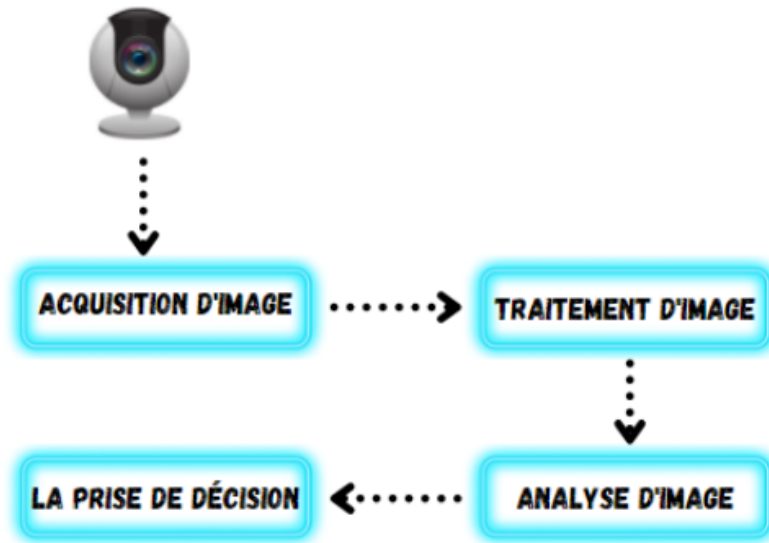 ACQUISITION D'IMAGE
TRAITEMENT D'IMAGE
ANALYSE D'IMAGE
LA PRISE DE DÉCISION